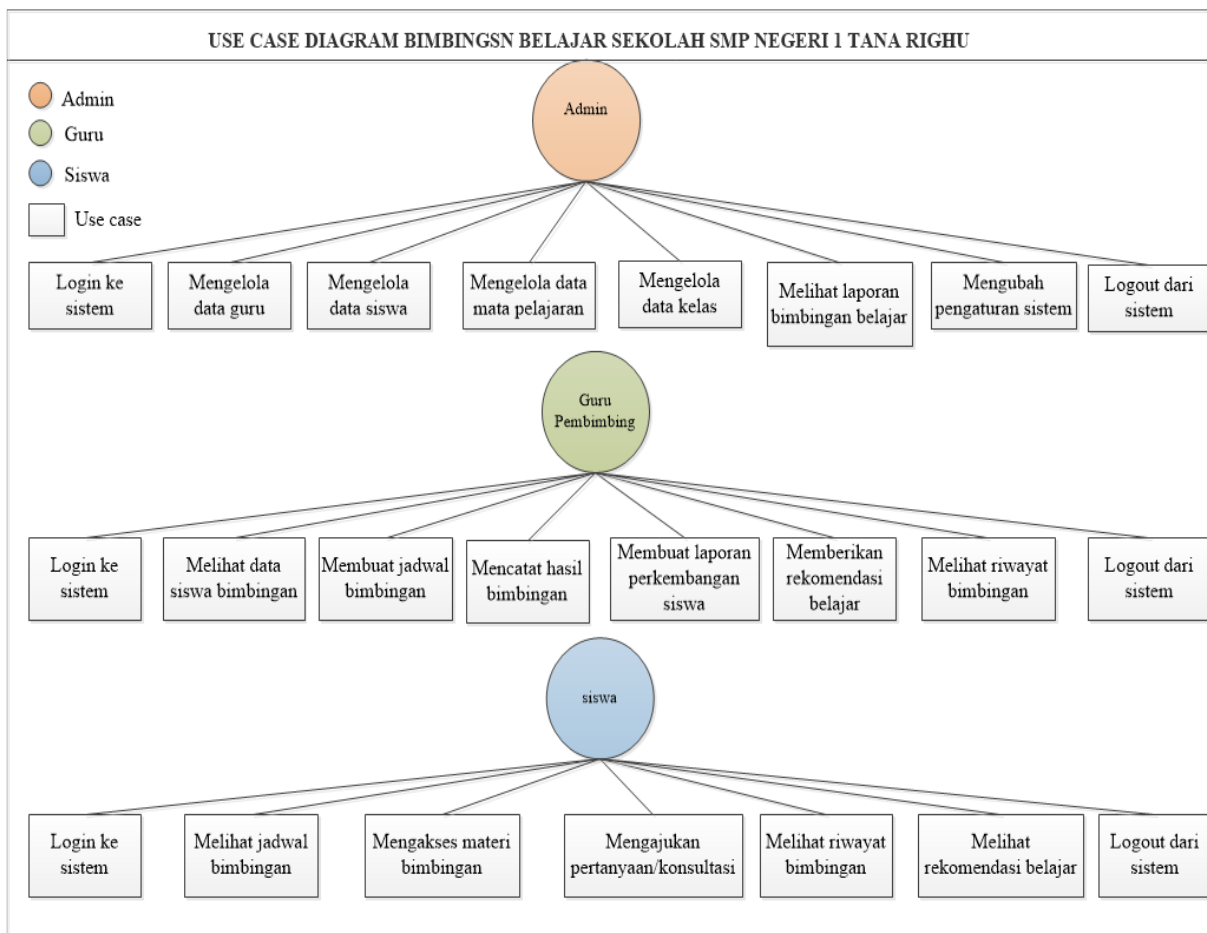 USE CASE DIAGRAM BIMBINGSN BELAJAR SEKOLAH SMP NEGERI 1 TANA RIGHU
Admin
Guru
Siswa
Use case
Admin
Login ke
sistem
Mengelola
data guru
Mengelola
data siswa
Mengelola data
mata pelajaran
Mengelola
data kelas
Melihat laporan
bimbingan belajar
Mengubah
pengaturan sistem
Logout dari
sistem
Guru
Pembimbing
Login ke
sistem
Melihat data
siswa bimbingan
Membuat jadwal
bimbingan
Mencatat hasil
bimbingan
Membuat laporan
perkembangan
siswa
Memberikan
rekomendasi
belajar
Melihat riwayat
bimbingan
Logout dari
sistem
siswa
Login ke
sistem
Melihat jadwal
bimbingan
Mengakses materi
bimbingan
Mengajukan
pertanyaan/konsultasi
Melihat riwayat
bimbingan
Melihat
rekomendasi belajar
Logout dari
sistem